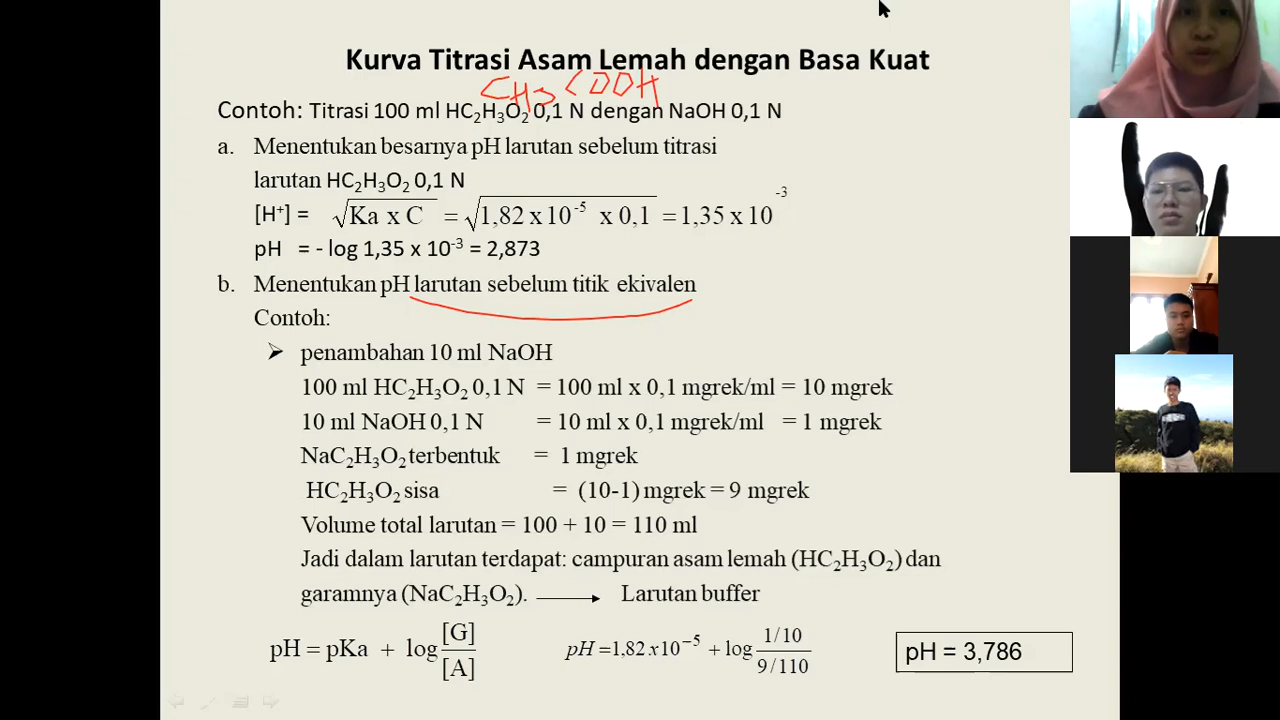 Kurva Titrasi Asam Lemah dengan Basa Kuat
CH3COOH
Contoh: Titrasi 100 ml HC₂H₃O₂ 0,1 N dengan NaOH 0,1 N
a. Menentukan besarnya pH larutan sebelum titrasi
larutan HC₂H₃O₂ 0,1 N
[H⁺] = √Ka x C = √1,82 x 10⁻⁵ x 0,1 = 1,35 x 10⁻³
pH = - log 1,35 x 10⁻³ = 2,873
b. Menentukan pH larutan sebelum titik ekivalen
Contoh:
➢ penambahan 10 ml NaOH
100 ml HC₂H₃O₂ 0,1 N = 100 ml x 0,1 mgrek/ml = 10 mgrek
10 ml NaOH 0,1 N = 10 ml x 0,1 mgrek/ml = 1 mgrek
NaC₂H₃O₂ terbentuk = 1 mgrek
HC₂H₃O₂ sisa = (10-1) mgrek = 9 mgrek
Volume total larutan = 100 + 10 = 110 ml
Jadi dalam larutan terdapat: campuran asam lemah (HC₂H₃O₂) dan
garamnya (NaC₂H₃O₂). → Larutan buffer
pH = pKa + log [G]/[A] pH = 1,82 x 10⁻⁵ + log (1/10)/(9/110) pH = 3,786